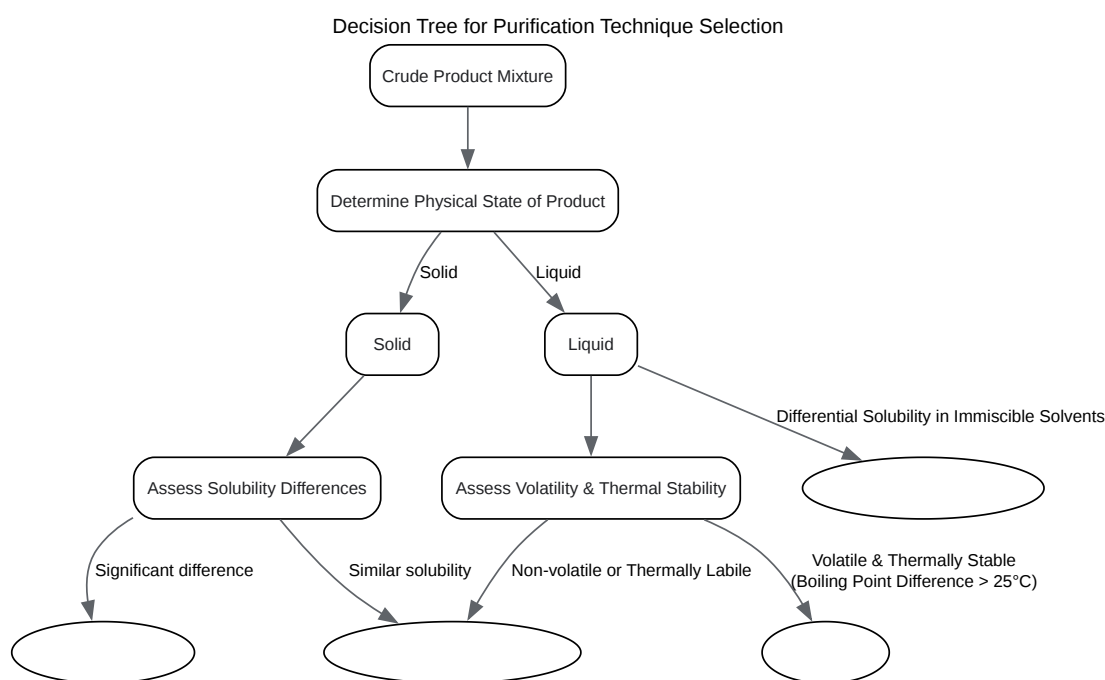 Decision Tree for Purification Technique Selection
Crude Product Mixture
Determine Physical State of Product
Solid
Liquid
Solid
Liquid
Differential Solubility in Immiscible Solvents
Assess Solubility Differences
Assess Volatility & Thermal Stability
Significant difference
Similar solubility
Non-volatile or Thermally Labile
Volatile & Thermally Stable
(Boiling Point Difference > 25°C)